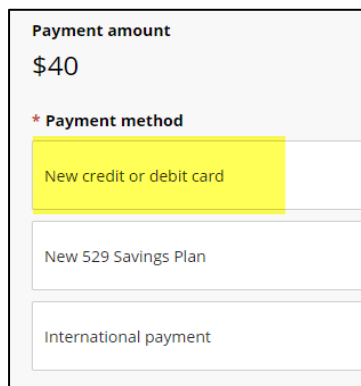 Payment amount
$40
* Payment method
New credit or debit card
New 529 Savings Plan
International payment